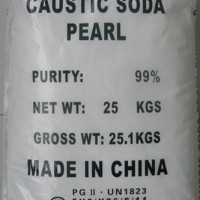 CAUSTIC SODA
PEARL
PURITY: 99%
NET WT: 25 KGS
GROSS WT: 25.1KGS
MADE IN CHINA
PG II · UN1823